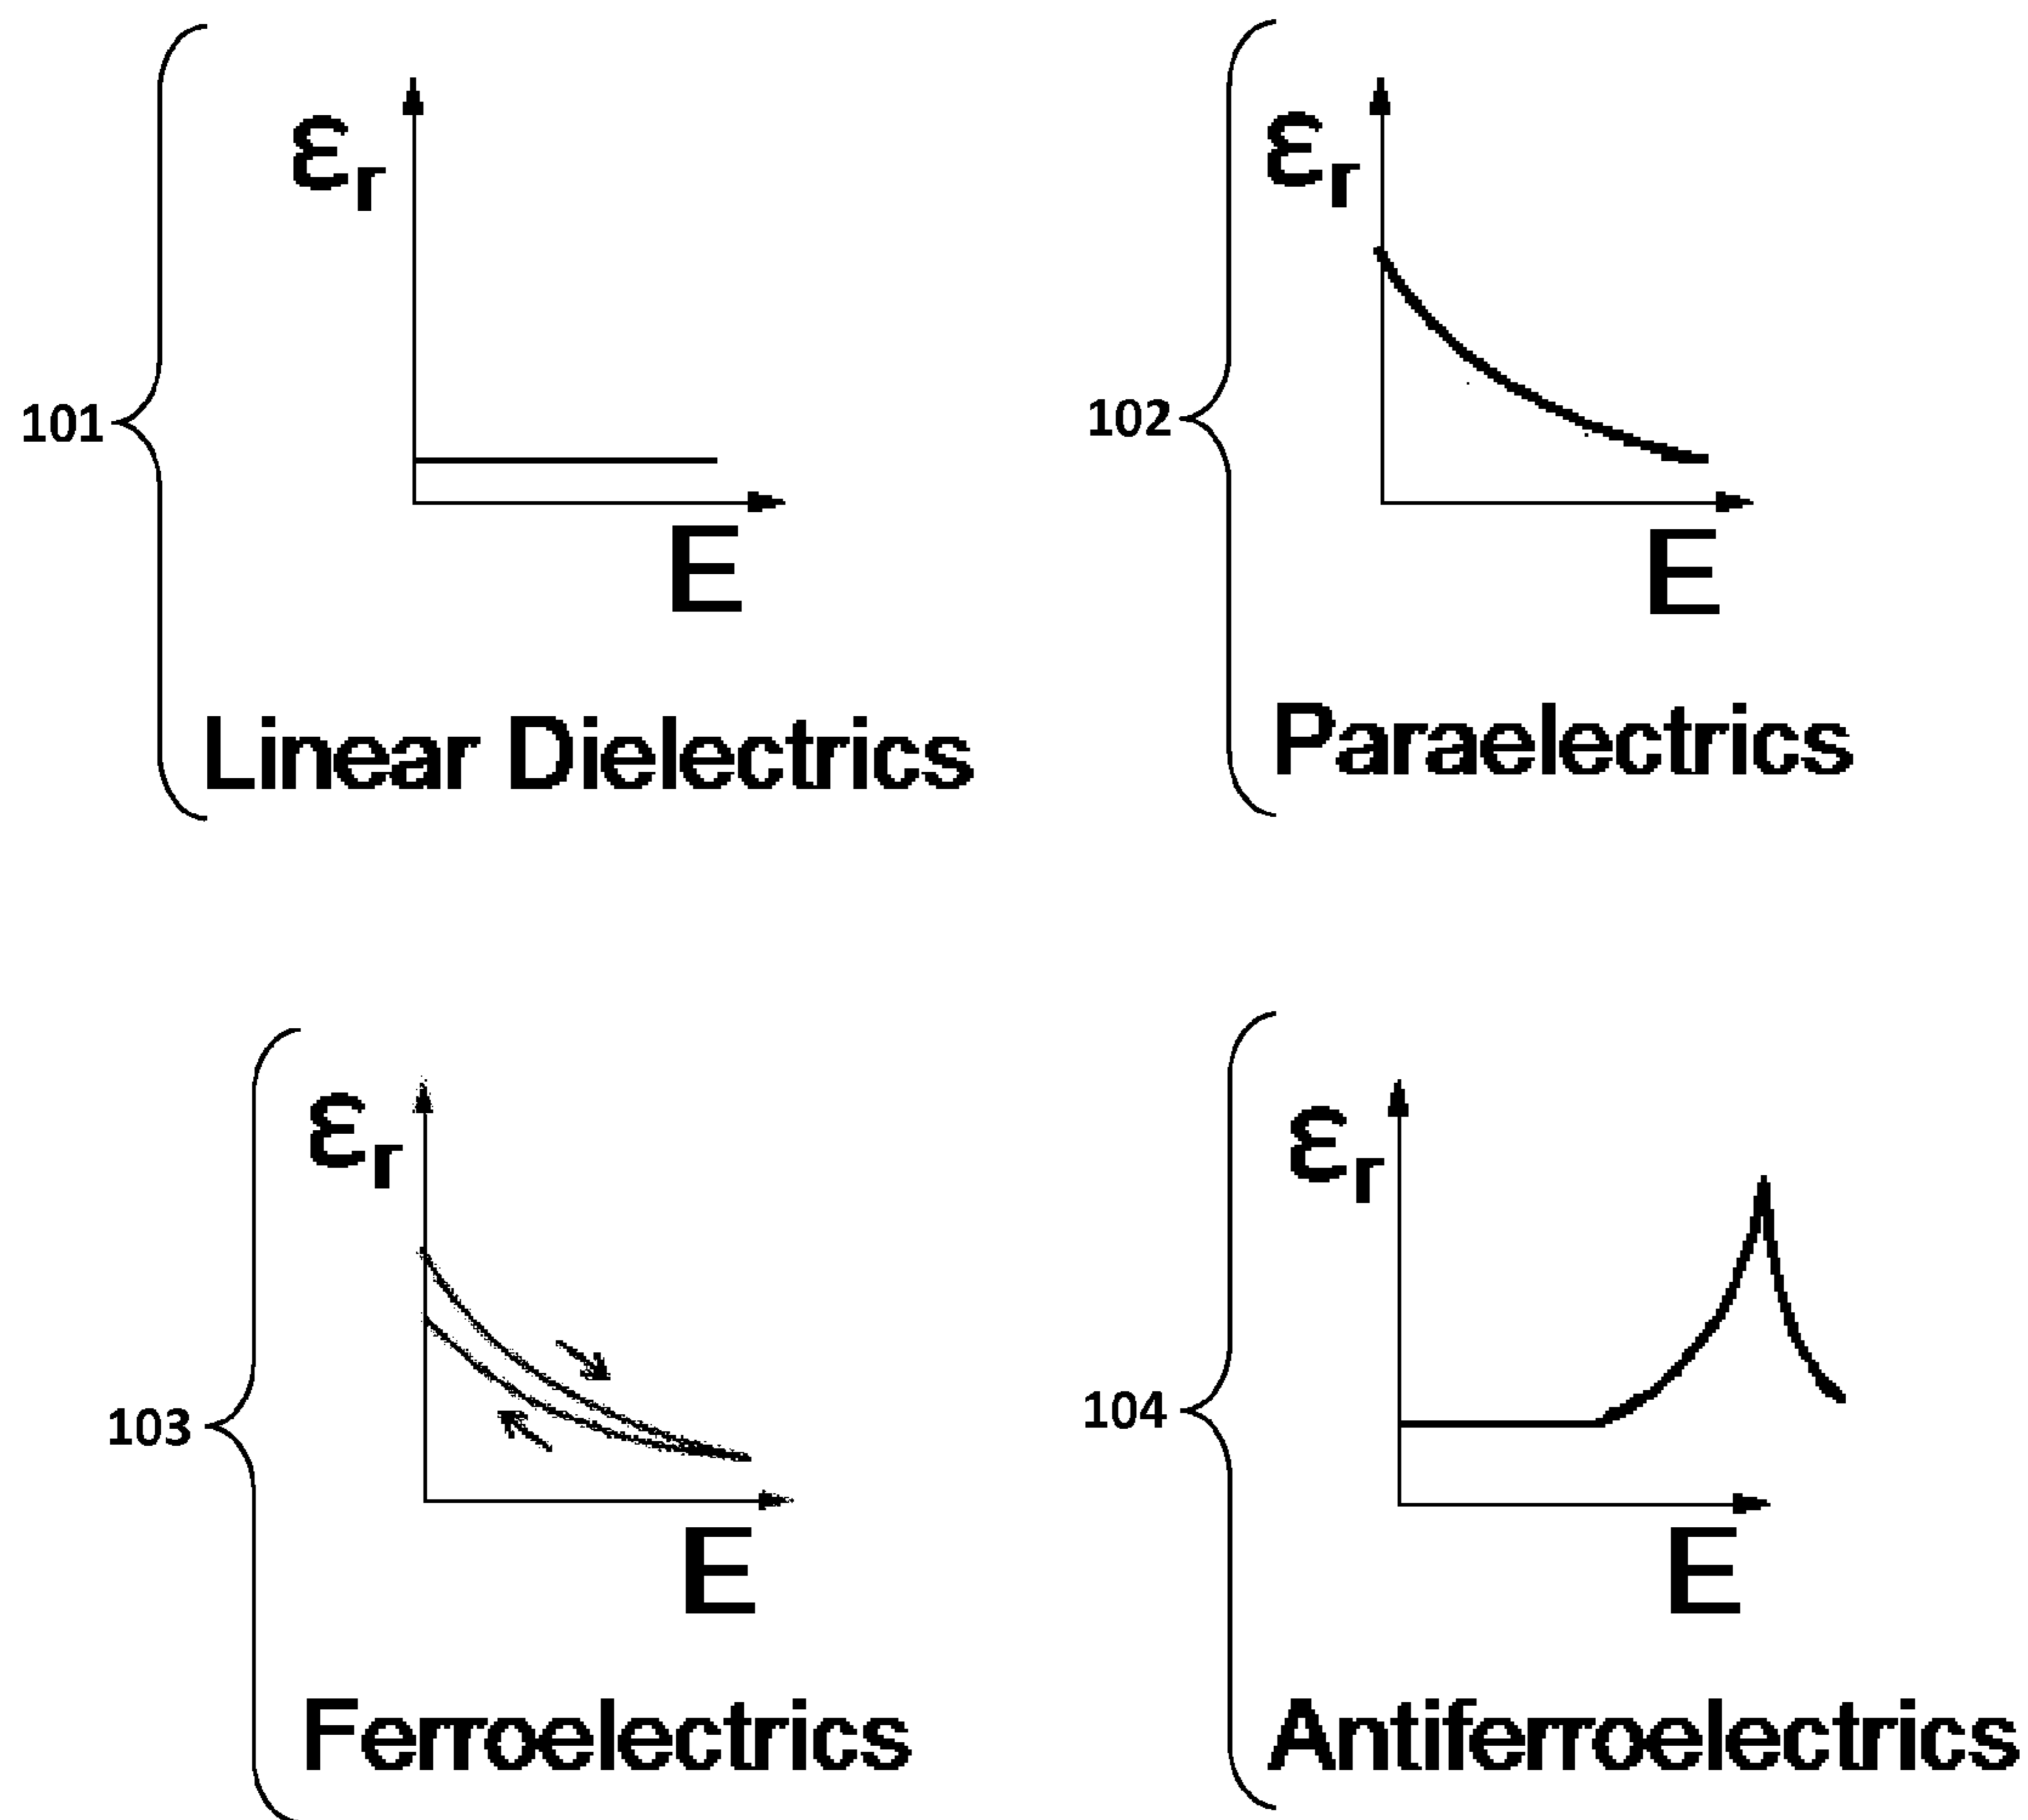 εr
101
E
Linear Dielectrics
εr
102
E
Paraelectrics
εr
103
E
Ferroelectrics
εr
104
E
Antiferroelectrics